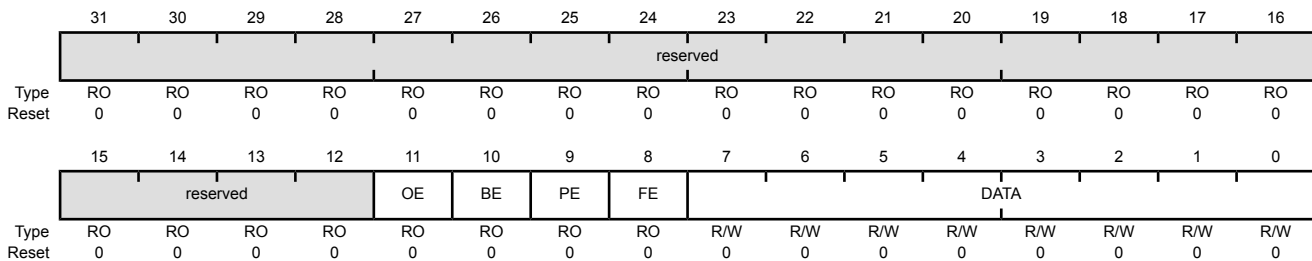 31 30 29 28 27 26 25 24 23 22 21 20 19 18 17 16
reserved
Type RO RO RO RO RO RO RO RO RO RO RO RO RO RO RO RO
Reset 0 0 0 0 0 0 0 0 0 0 0 0 0 0 0 0
15 14 13 12 11 10 9 8 7 6 5 4 3 2 1 0
reserved OE BE PE FE DATA
Type RO RO RO RO RO RO RO RO R/W R/W R/W R/W R/W R/W R/W R/W
Reset 0 0 0 0 0 0 0 0 0 0 0 0 0 0 0 0